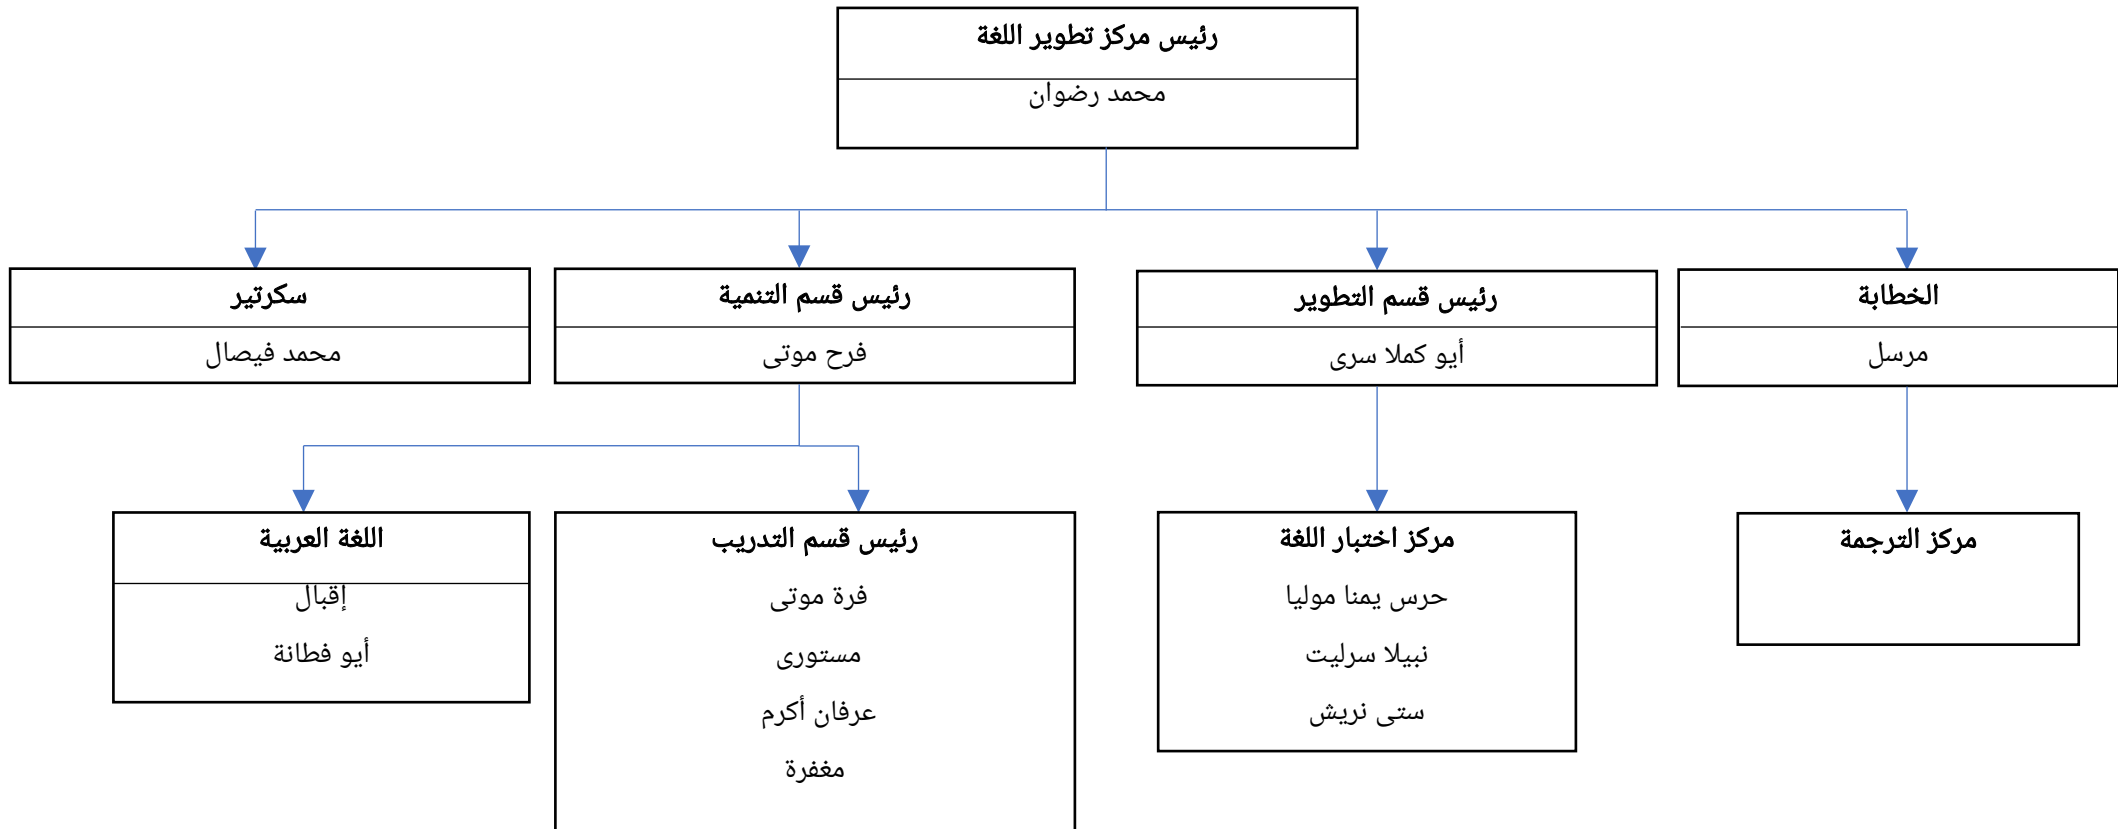 رئيس مركز تطوير اللغة
محمد رضوان
الخطابة
مرسل
رئيس قسم التطوير
أيو كملا سرى
رئيس قسم التنمية
فرح موتى
سكرتير
محمد فيصال
مركز الترجمة
مركز اختبار اللغة
حرس يمنا موليا
نبيلا سرليت
ستى نريش
رئيس قسم التدريب
فرة موتى
مستورى
عرفان أكرم
مغفرة
اللغة العربية
إقبال
أيو فطانة